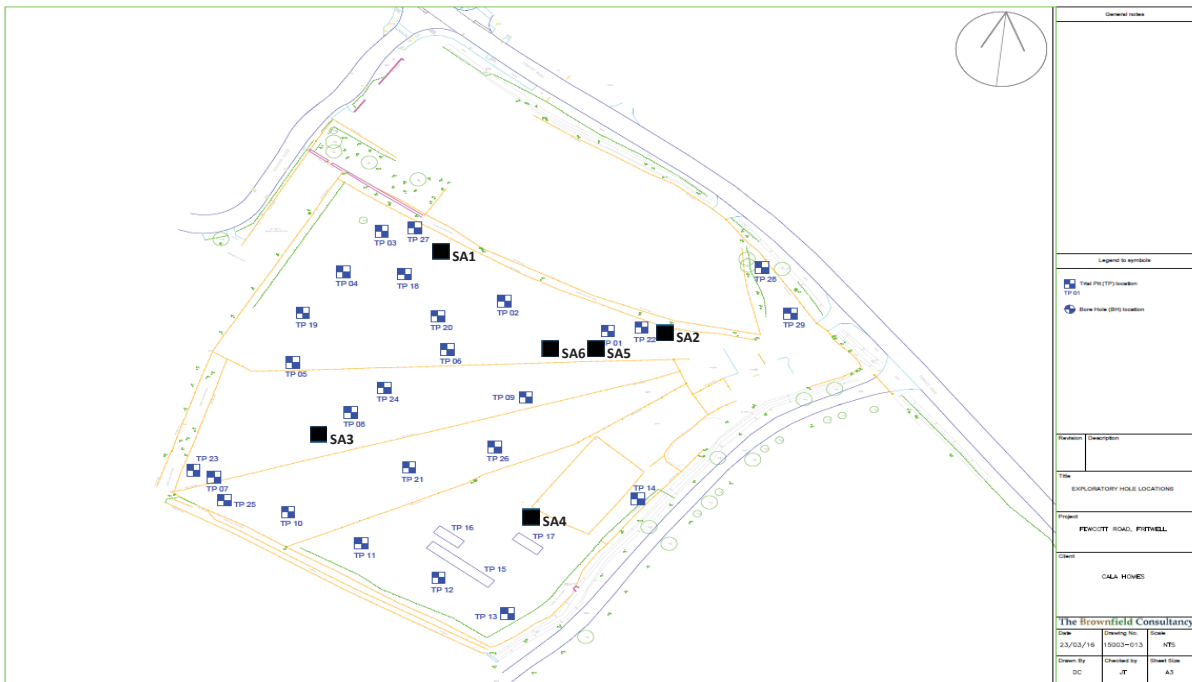 TP 03
TP 27
SA1
TP 04
TP 18
TP 28
TP 19
TP 20
TP 02
TP 29
TP 01
TP 22
SA2
TP 06
SA6
SA5
TP 05
TP 24
TP 09
TP 08
SA3
TP 26
TP 23
TP 07
TP 21
TP 25
TP 14
TP 10
SA4
TP 16
TP 17
TP 11
TP 15
TP 12
TP 13
General notes
Legend to symbols
Trial Pit (TP) location
TP 01
Bore Hole (BH) location
Revision Description
Title
EXPLORATORY HOLE LOCATIONS
Project
FEWCOTT ROAD, FRITWELL
Client
CALA HOMES
The Brownfield Consultancy
Date Drawing No. Scale
23/03/16 15003-013 NTS
Drawn By Checked by Sheet Size
DC JT A3